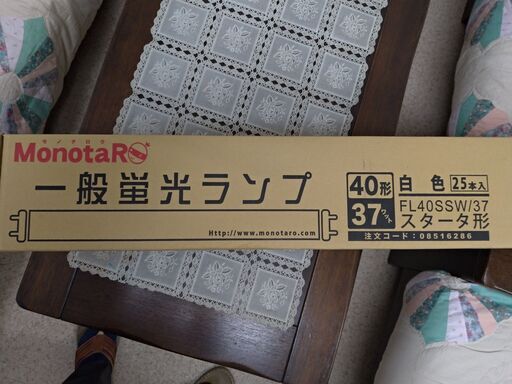 モノタロウ
MonotaRO
一般蛍光ランプ
Http://www.monotaro.com
40形
37ワット
白色
25本入
FL40SSW/37
スタータ形
注文コード：08516286